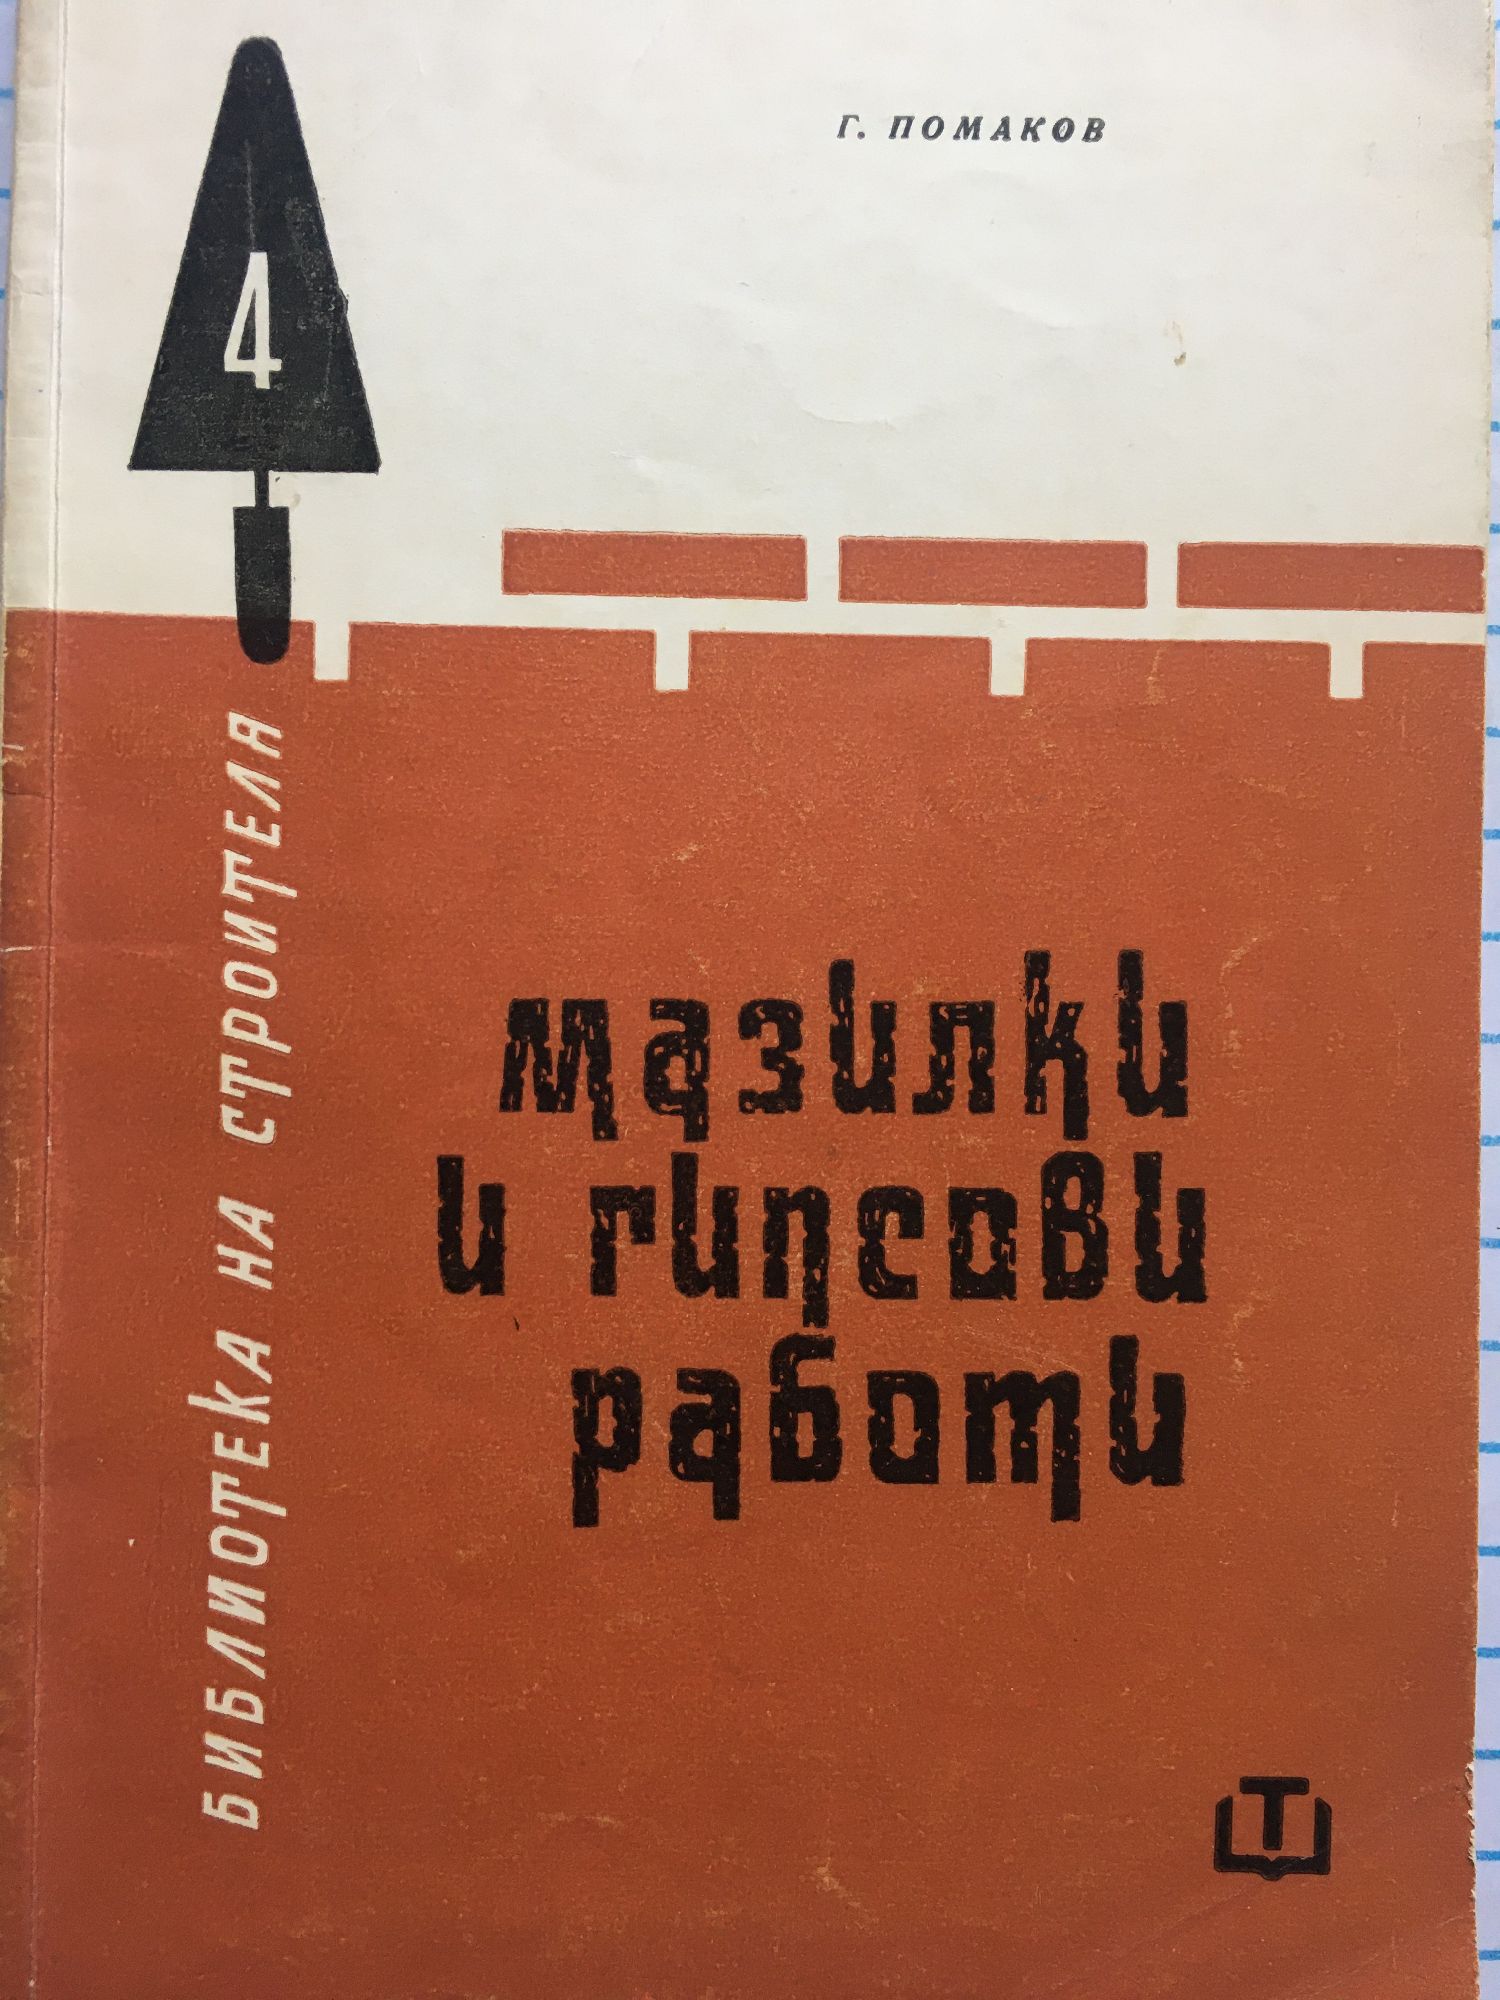 Г. ПОМАКОВ
4
БИБЛИОТЕКА НА СТРОИТЕЛЯ
мазилки
и гипсови
работи
Т